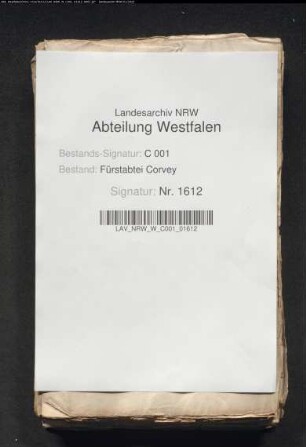 Landesarchiv NRW
Abteilung Westfalen
Bestands-Signatur: C 001
Bestand: Fürstabtei Corvey
Signatur: Nr. 1612
LAV_NRW_W_C001_01612